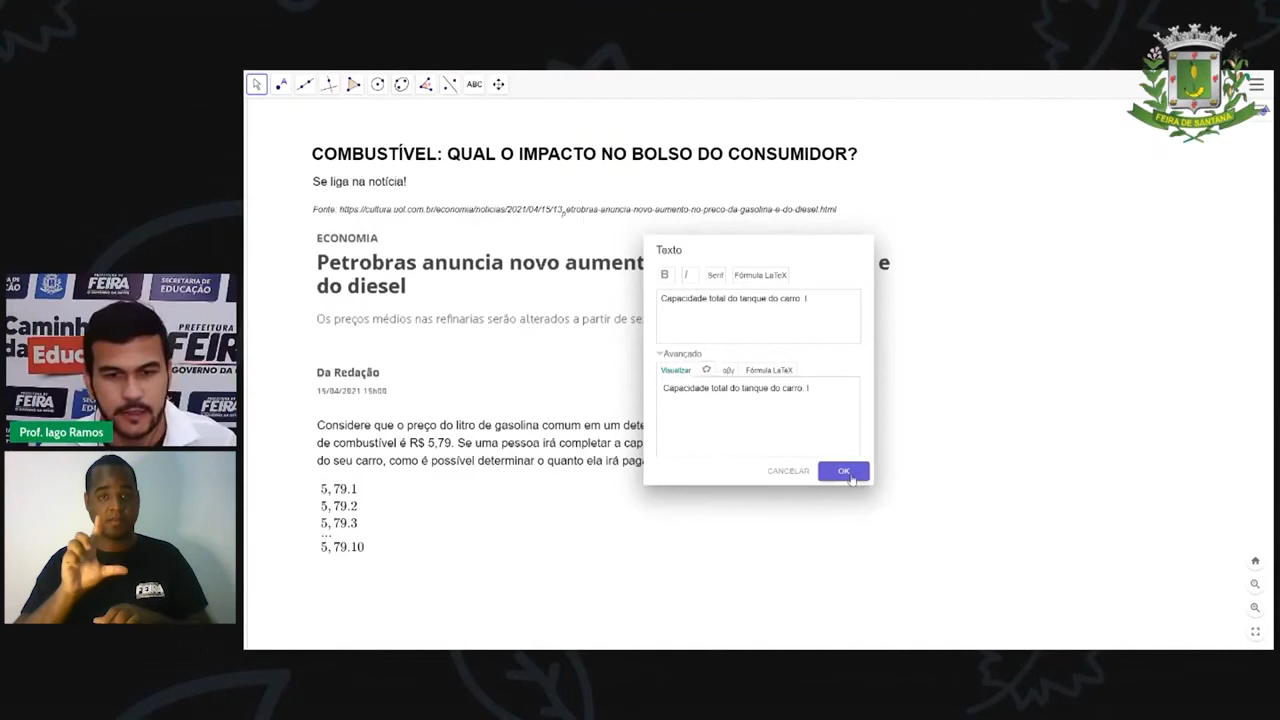 FEIRA DE SANTANA
ABC
COMBUSTÍVEL: QUAL O IMPACTO NO BOLSO DO CONSUMIDOR?
Se liga na notícia!
Fonte: https://cultura.uol.com.br/economia/noticias/2021/04/15/13_petrobras-anuncia-novo-aumento-no-preco-da-gasolina-e-do-diesel.html
ECONOMIA
Petrobras anuncia novo aument e
do diesel
Os preços médios nas refinarias serão alterados a partir de se
Da Redação
15/04/2021 15h00
Considere que o preço do litro de gasolina comum em um dete
de combustível é R$ 5,79. Se uma pessoa irá completar a cap
do seu carro, como é possível determinar o quanto ela irá paga
5,79.1
5,79.2
5,79.3
...
5,79.10
Texto
B I Serif Fórmula LaTeX
Capacidade total do tanque do carro l
Avançado
Visualizar αβγ Fórmula LaTeX
Capacidade total do tanque do carro. l
CANCELAR OK
PREFEITURA
FEIRA
SECRETARIA DE
EDUCAÇÃO
Caminh
da Educ
PREFEITUR
FEI
GOVERNO DA
Prof. Iago Ramos
FEIRA